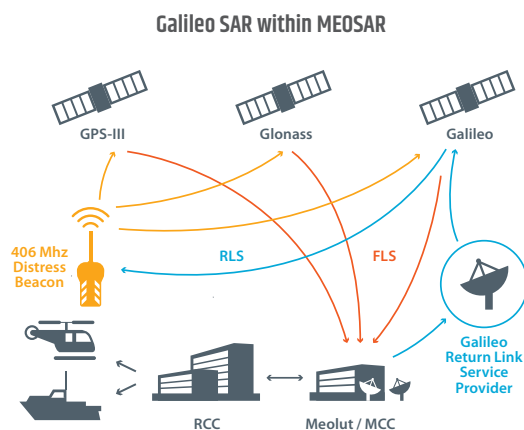 Galileo SAR within MEOSAR
GPS-III
Glonass
Galileo
406 Mhz
Distress
Beacon
RLS
FLS
Galileo
Return Link
Service
Provider
RCC
Meolut / MCC